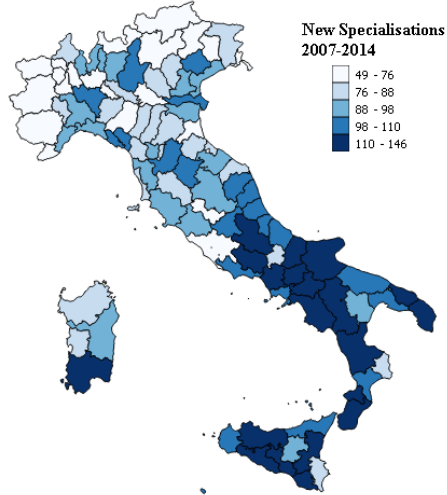 New Specialisations
2007-2014
49 - 76
76 - 88
88 - 98
98 - 110
110 - 146